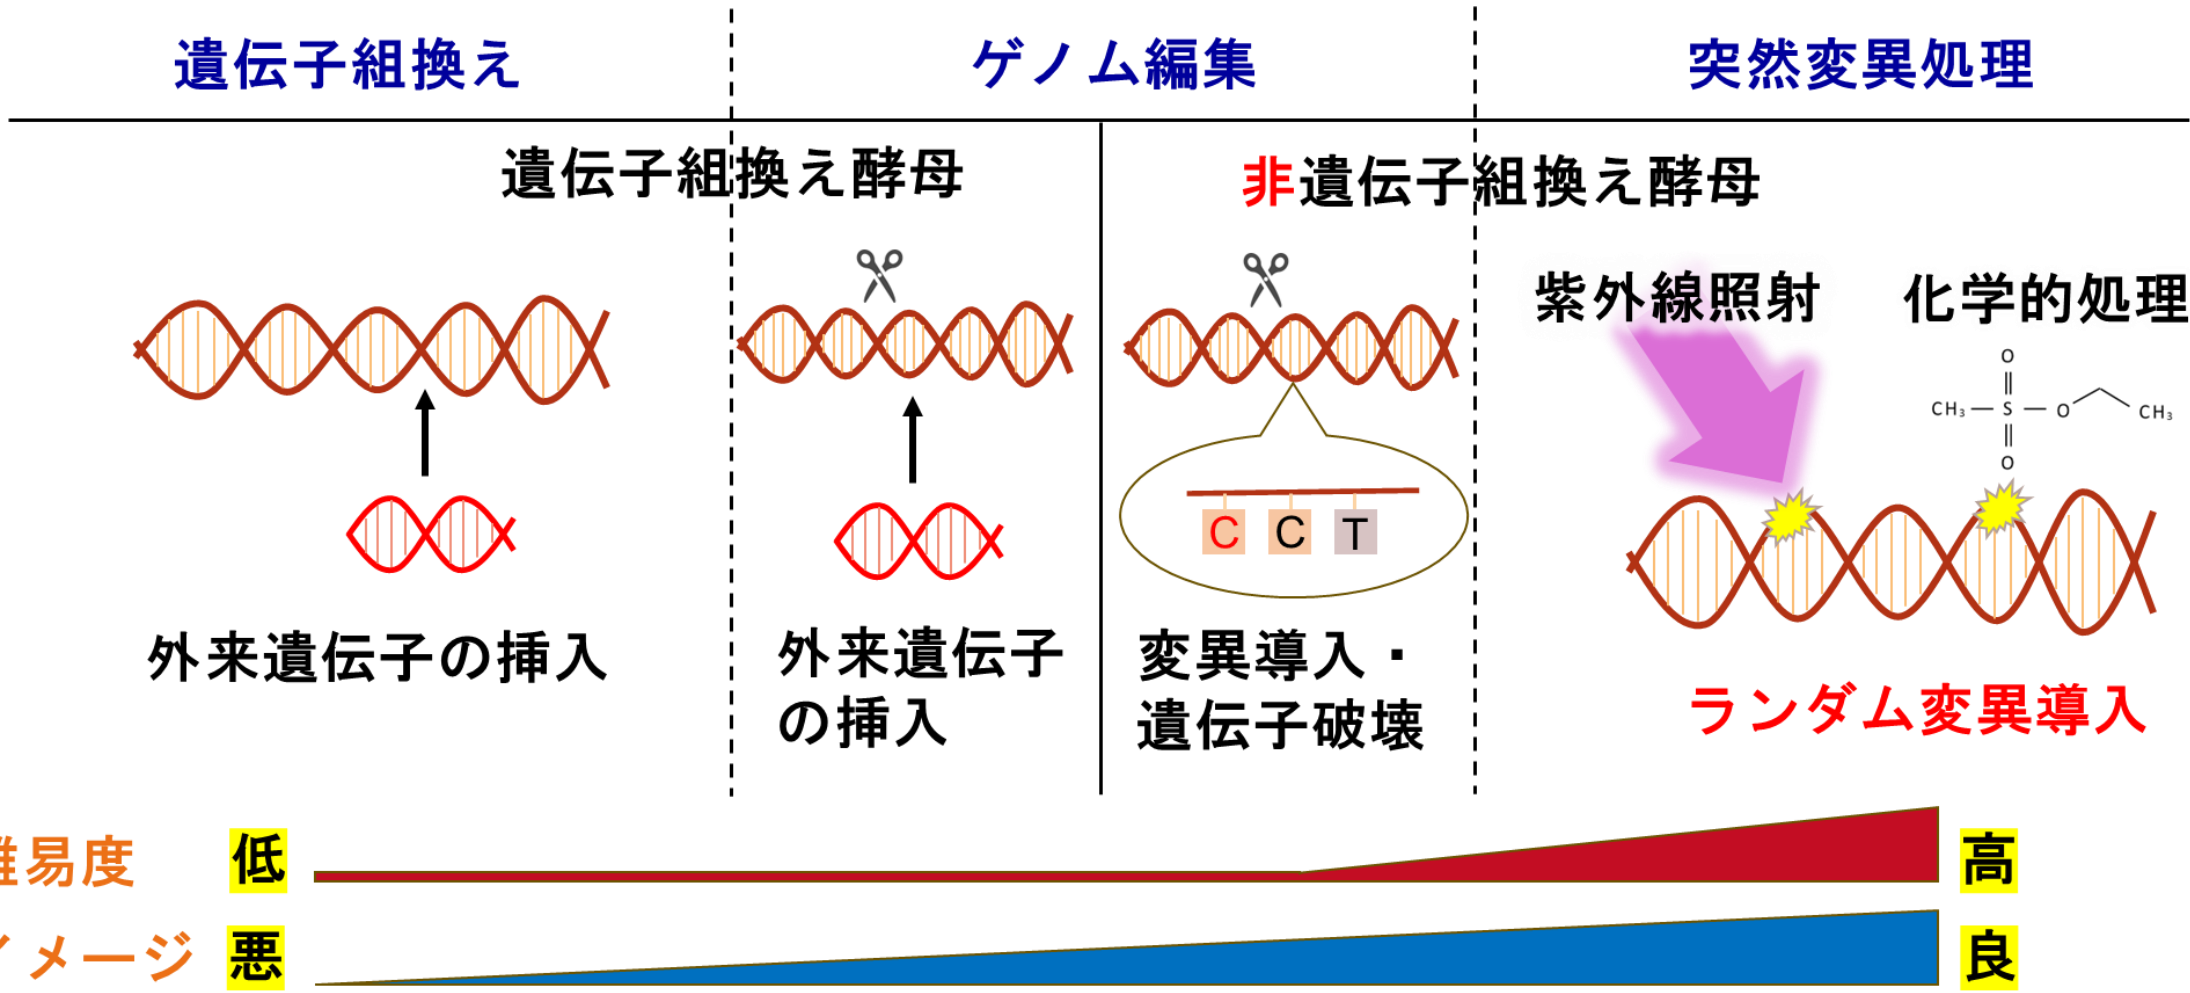 遺伝子組換え
ゲノム編集
突然変異処理
遺伝子組換え酵母
非遺伝子組換え酵母
紫外線照射
化学的処理
O
CH₃
S
O
CH₃
O
C C T
外来遺伝子の挿入
外来遺伝子
の挿入
変異導入・
遺伝子破壊
ランダム変異導入
難易度
低
高
イメージ
悪
良